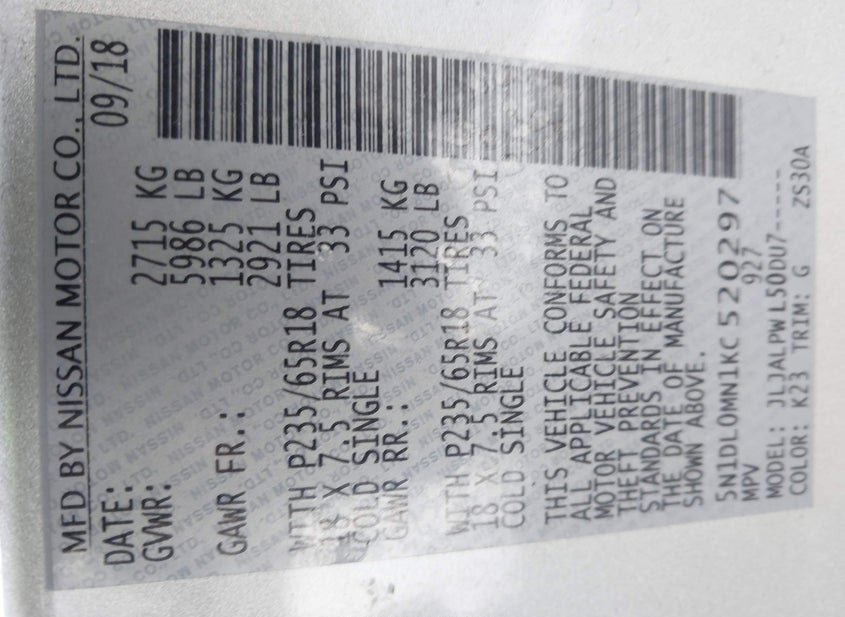 MFD BY NISSAN MOTOR CO., LTD.
DATE: 09/18
GVWR: 2715 KG
5986 LB
GAWR FR.: 1325 KG
2921 LB
WITH P235/65R18 TIRES
18 X 7.5 RIMS AT 33 PSI
COLD SINGLE
GAWR RR.: 1415 KG
3120 LB
WITH P235/65R18 TIRES
18 X 7.5 RIMS AT 33 PSI
COLD SINGLE
THIS VEHICLE CONFORMS TO
ALL APPLICABLE FEDERAL
MOTOR VEHICLE SAFETY AND
THEFT PREVENTION
STANDARDS IN EFFECT ON
THE DATE OF MANUFACTURE
SHOWN ABOVE.
5N1DL0MN1KC520297
MPV 927
MODEL: JLJALPW L50DU7-----
COLOR: K23 TRIM: G ZS30A